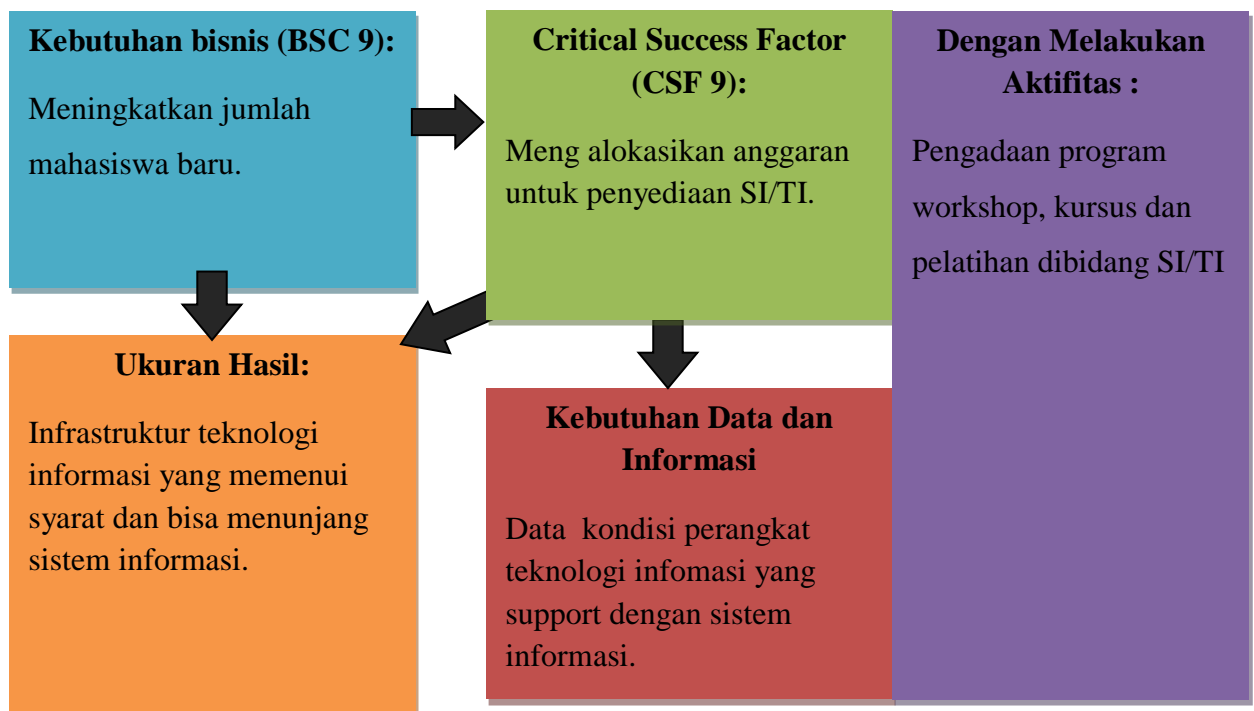 Kebutuhan bisnis (BSC 9):
Meningkatkan jumlah
mahasiswa baru.
Critical Success Factor
(CSF 9):
Meng alokasikan anggaran
untuk penyediaan SI/TI.
Dengan Melakukan
Aktifitas :
Pengadaan program
workshop, kursus dan
pelatihan dibidang SI/TI
Ukuran Hasil:
Infrastruktur teknologi
informasi yang memenui
syarat dan bisa menunjang
sistem informasi.
Kebutuhan Data dan
Informasi
Data  kondisi perangkat
teknologi infomasi yang
support dengan sistem
informasi.